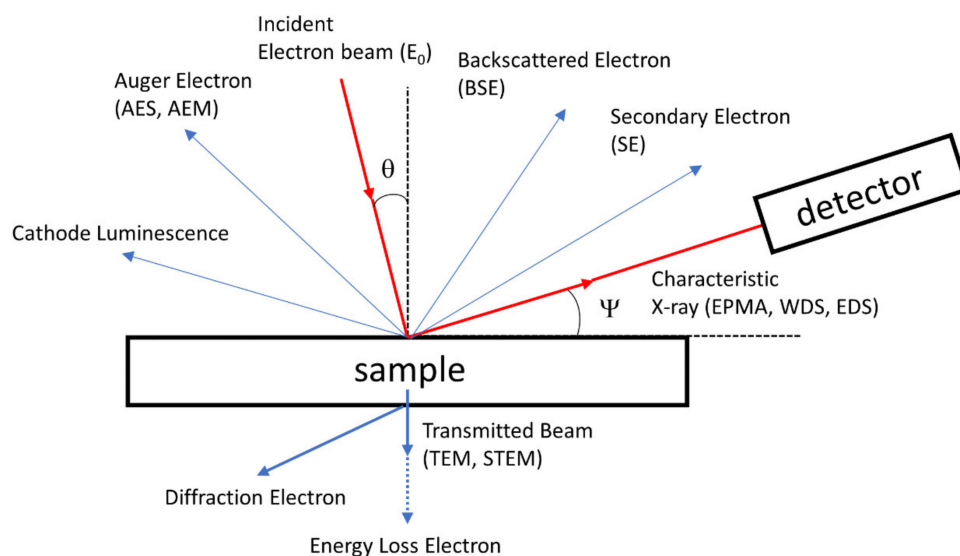 Incident
Electron beam (E₀)
Auger Electron
(AES, AEM)
Backscattered Electron
(BSE)
Secondary Electron
(SE)
θ
detector
Cathode Luminescence
Characteristic
X-ray (EPMA, WDS, EDS)
Ψ
sample
Transmitted Beam
(TEM, STEM)
Diffraction Electron
Energy Loss Electron